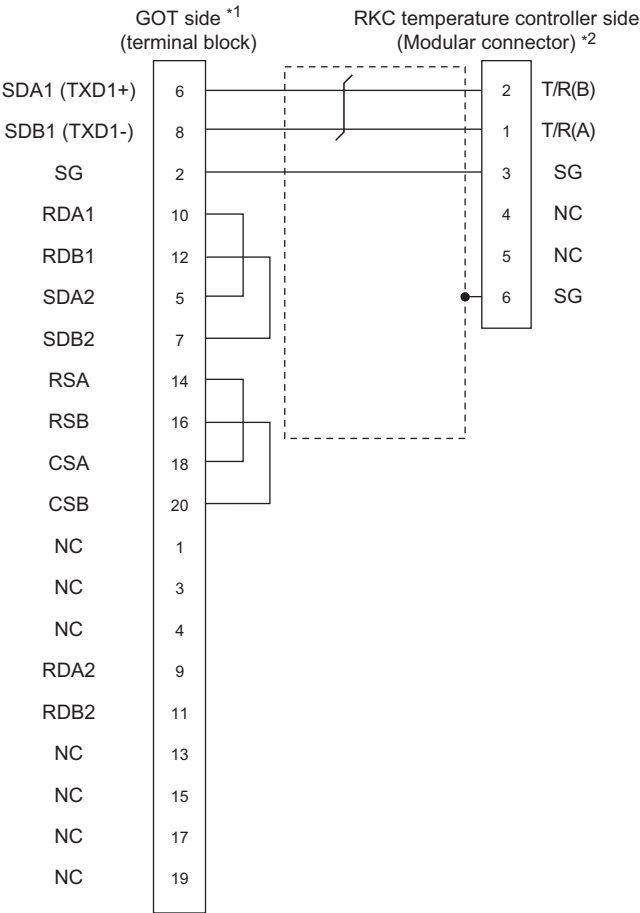 GOT side *1 RKC temperature controller side
(terminal block) (Modular connector) *2
SDA1 (TXD1+) 6 2 T/R(B)
SDB1 (TXD1-) 8 1 T/R(A)
SG 2 3 SG
RDA1 10 4 NC
RDB1 12 5 NC
SDA2 5 6 SG
SDB2 7
RSA 14
RSB 16
CSA 18
CSB 20
NC 1
NC 3
NC 4
RDA2 9
RDB2 11
NC 13
NC 15
NC 17
NC 19